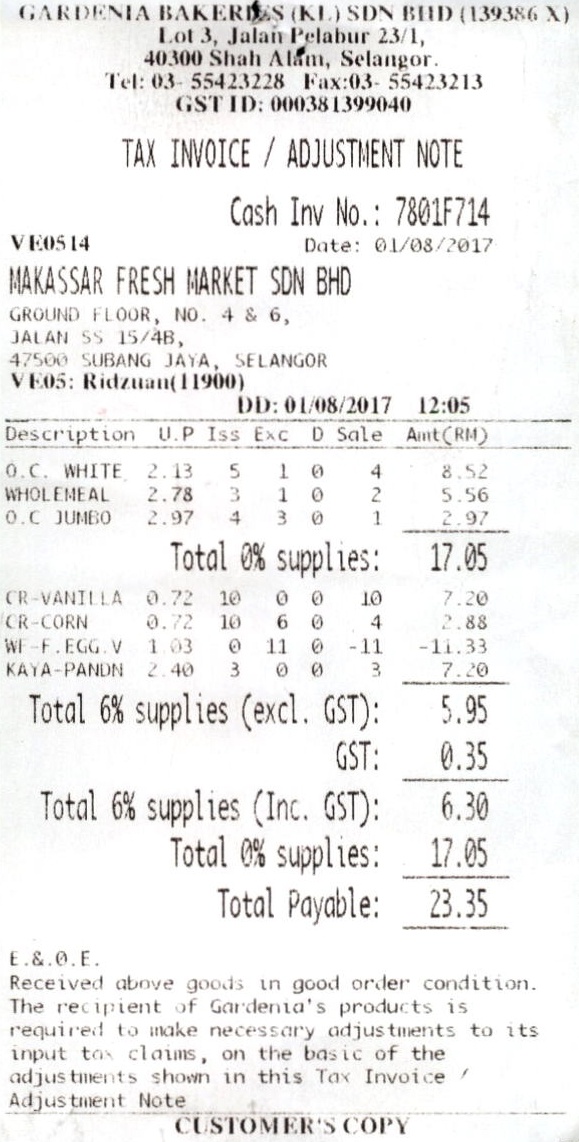 GARDENIA BAKERIES (KL) SDN BHD (139386 X)
Lot 3, Jalan Pelabur 23/1,
40300 Shah Alam, Selangor.
Tel: 03- 55423228 Fax:03- 55423213
GST ID: 000381399040
TAX INVOICE / ADJUSTMENT NOTE
Cash Inv No.: 7801F714
VE0514 Date: 01/08/2017
MAKASSAR FRESH MARKET SDN BHD
GROUND FLOOR, NO. 4 & 6,
JALAN SS 15/4B,
47500 SUBANG JAYA, SELANGOR
VE05: Ridzuan(11900)
DD: 01/08/2017 12:05
Description U.P Iss Exc D Sale Amt(RM)
O.C. WHITE 2.13 5 1 0 4 8.52
WHOLEMEAL 2.78 3 1 0 2 5.56
O.C JUMBO 2.97 4 3 0 1 2.97
Total 0% supplies: 17.05
CR-VANILLA 0.72 10 0 0 10 7.20
CR-CORN 0.72 10 6 0 4 2.88
WF-F.EGG.V 1.03 0 11 0 -11 -11.33
KAYA-PANDN 2.40 3 0 0 3 7.20
Total 6% supplies (excl. GST): 5.95
GST: 0.35
Total 6% supplies (Inc. GST): 6.30
Total 0% supplies: 17.05
Total Payable: 23.35
E.&.O.E.
Received above goods in good order condition.
The recipient of Gardenia's products is
required to make necessary adjustments to its
input tax claims, on the basic of the
adjustments shown in this Tax Invoice /
Adjustment Note
CUSTOMER'S COPY